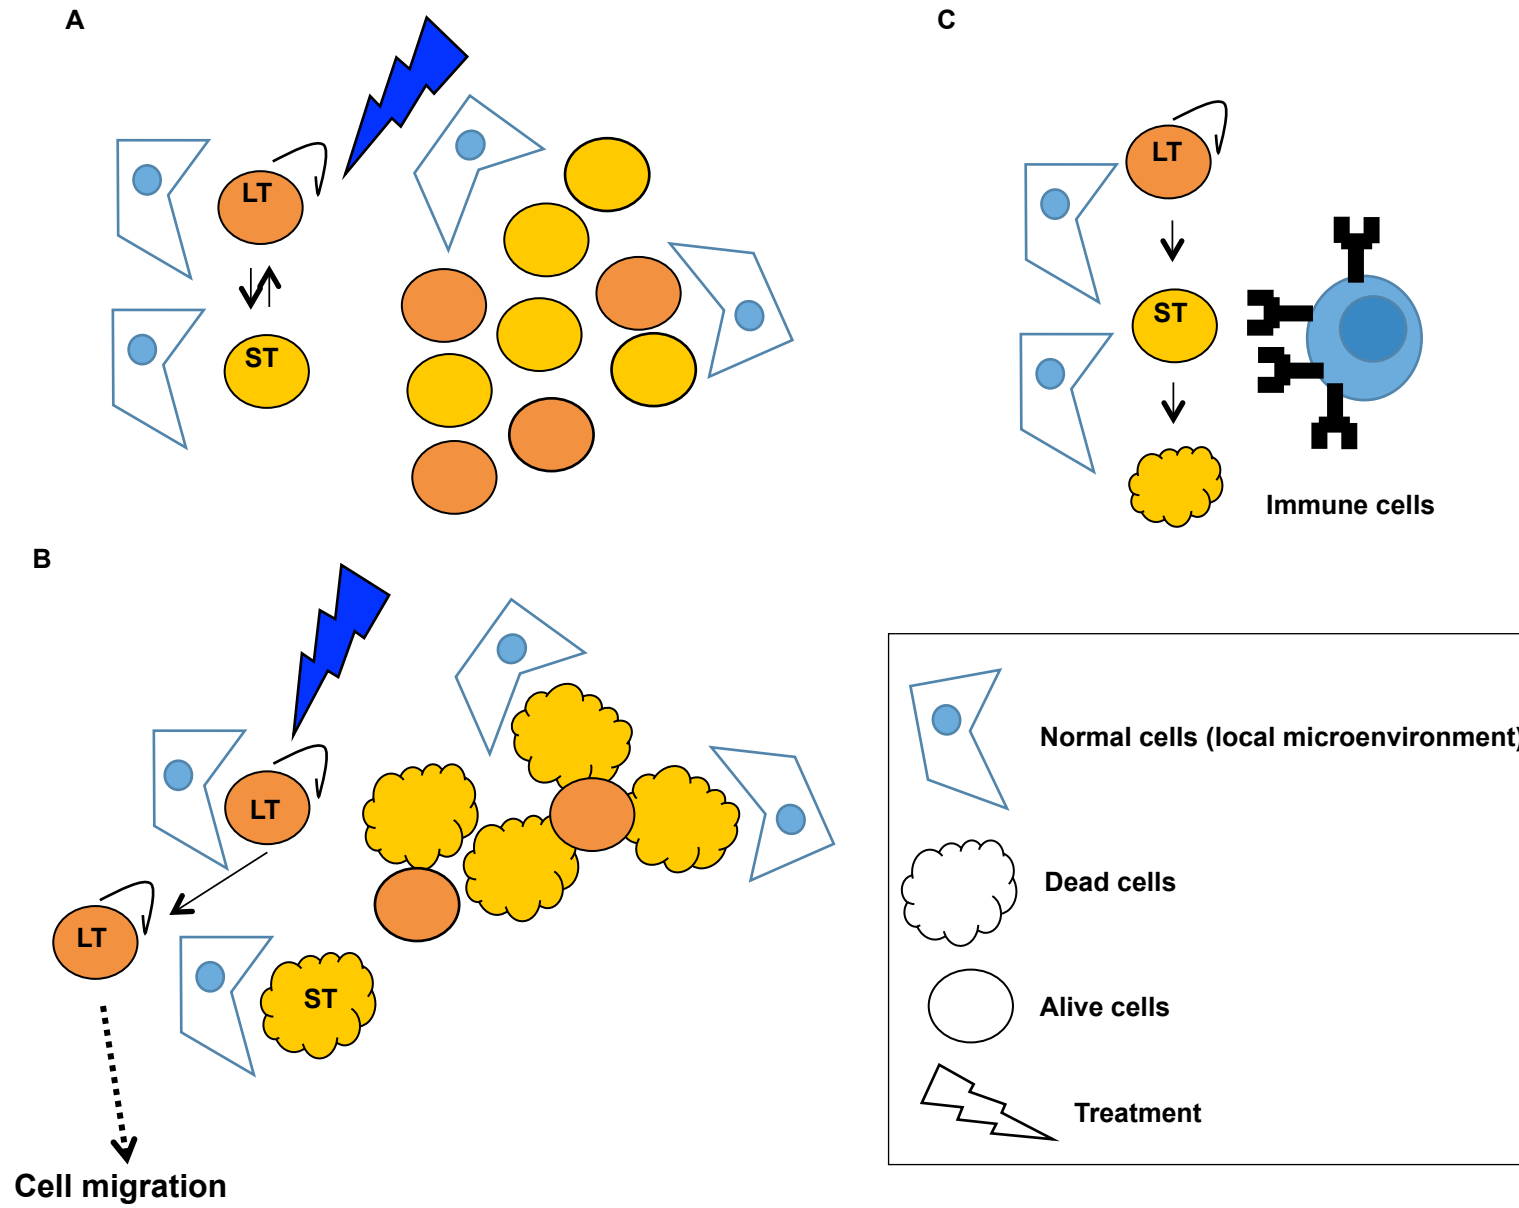 A
LT
ST
C
LT
ST
Immune cells
B
LT
LT
ST
Cell migration
Normal cells (local microenvironment)
Dead cells
Alive cells
Treatment